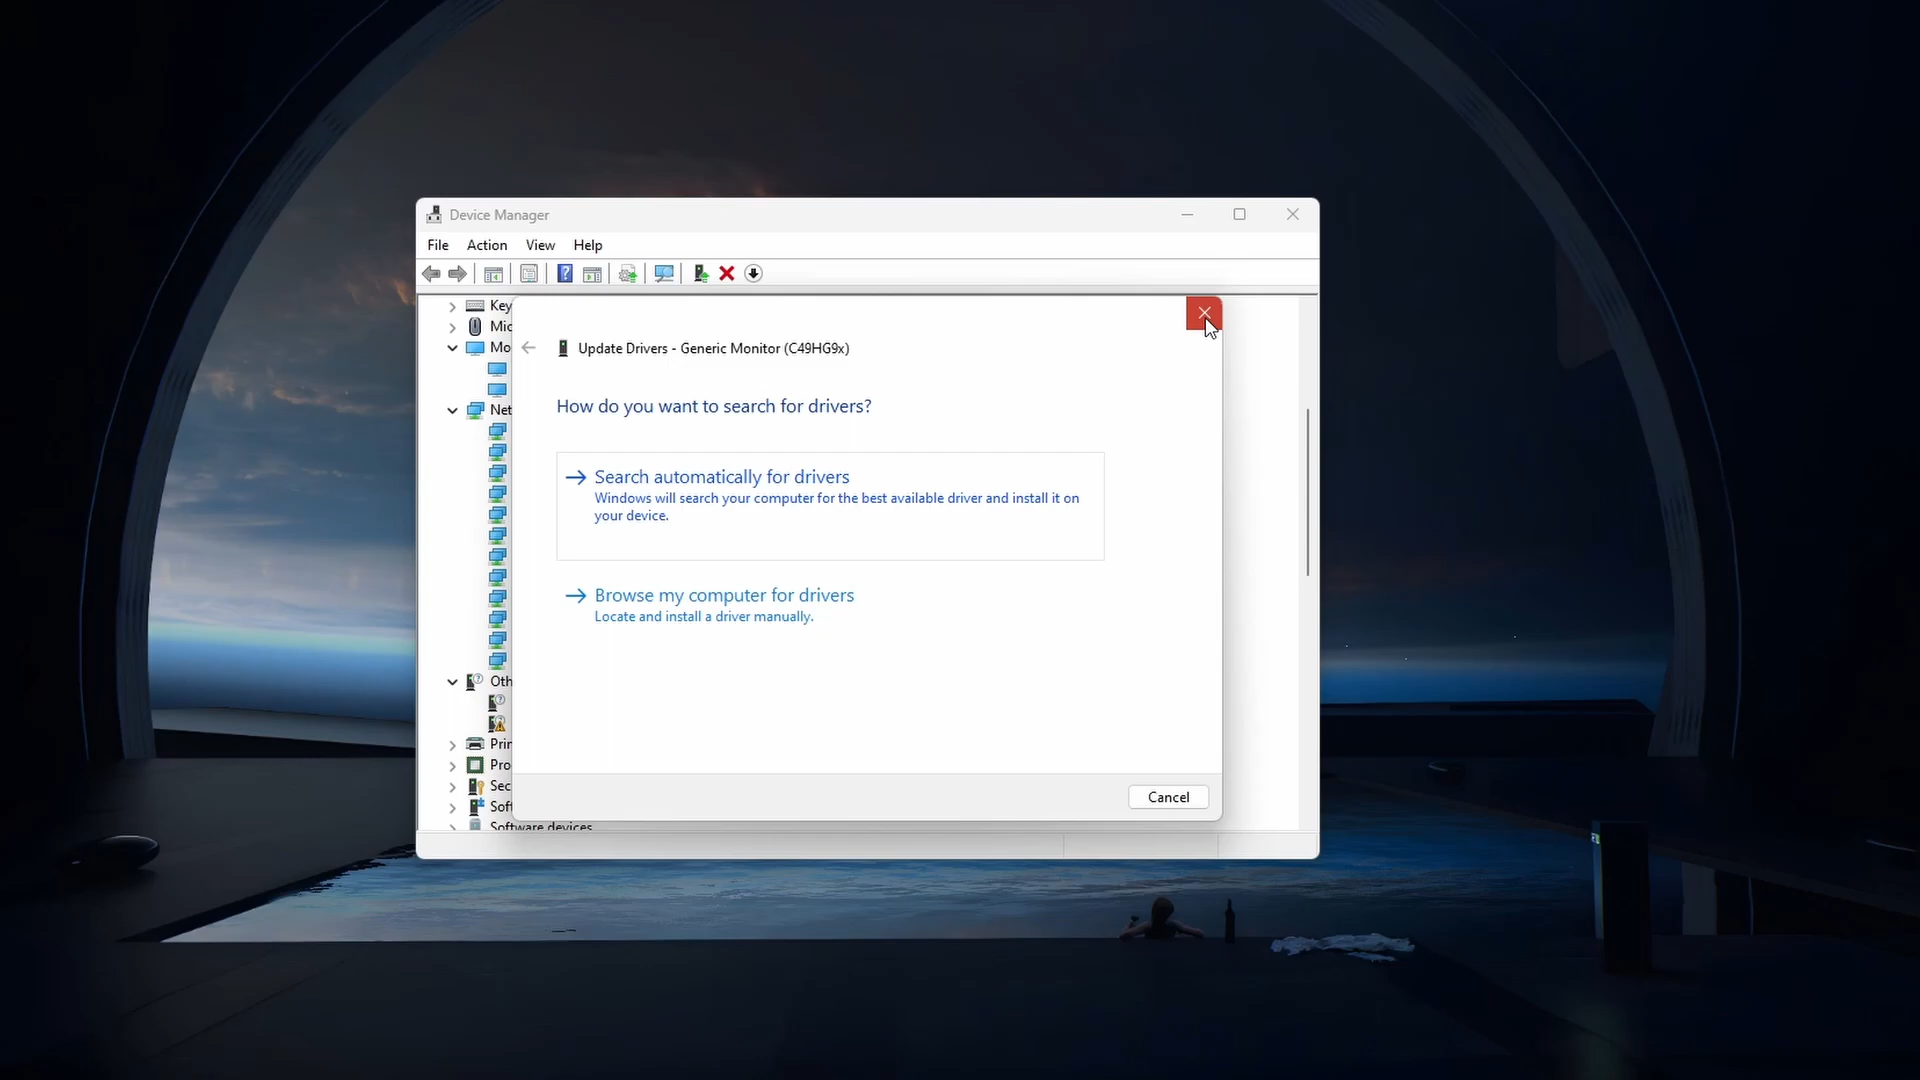 Device Manager
File Action View Help
Key
Mic
Mo
Update Drivers - Generic Monitor (C49HG9x)
How do you want to search for drivers?
Net
Search automatically for drivers
Windows will search your computer for the best available driver and install it on
your device.
Browse my computer for drivers
Locate and install a driver manually.
Oth
Prin
Pro
Sec
Soft
Software devices
Cancel